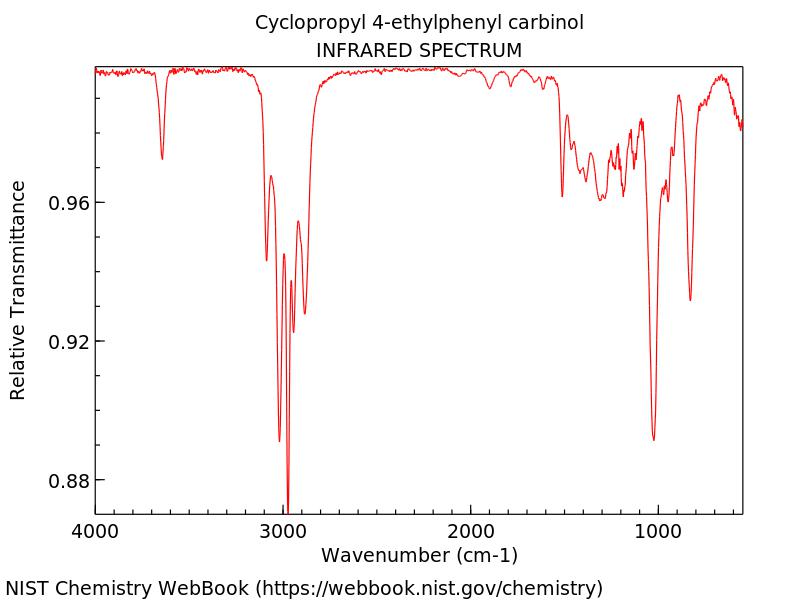 Cyclopropyl 4-ethylphenyl carbinol
INFRARED SPECTRUM
Relative Transmittance
0.96
0.92
0.88
4000 3000 2000 1000
Wavenumber (cm-1)
NIST Chemistry WebBook (https://webbook.nist.gov/chemistry)